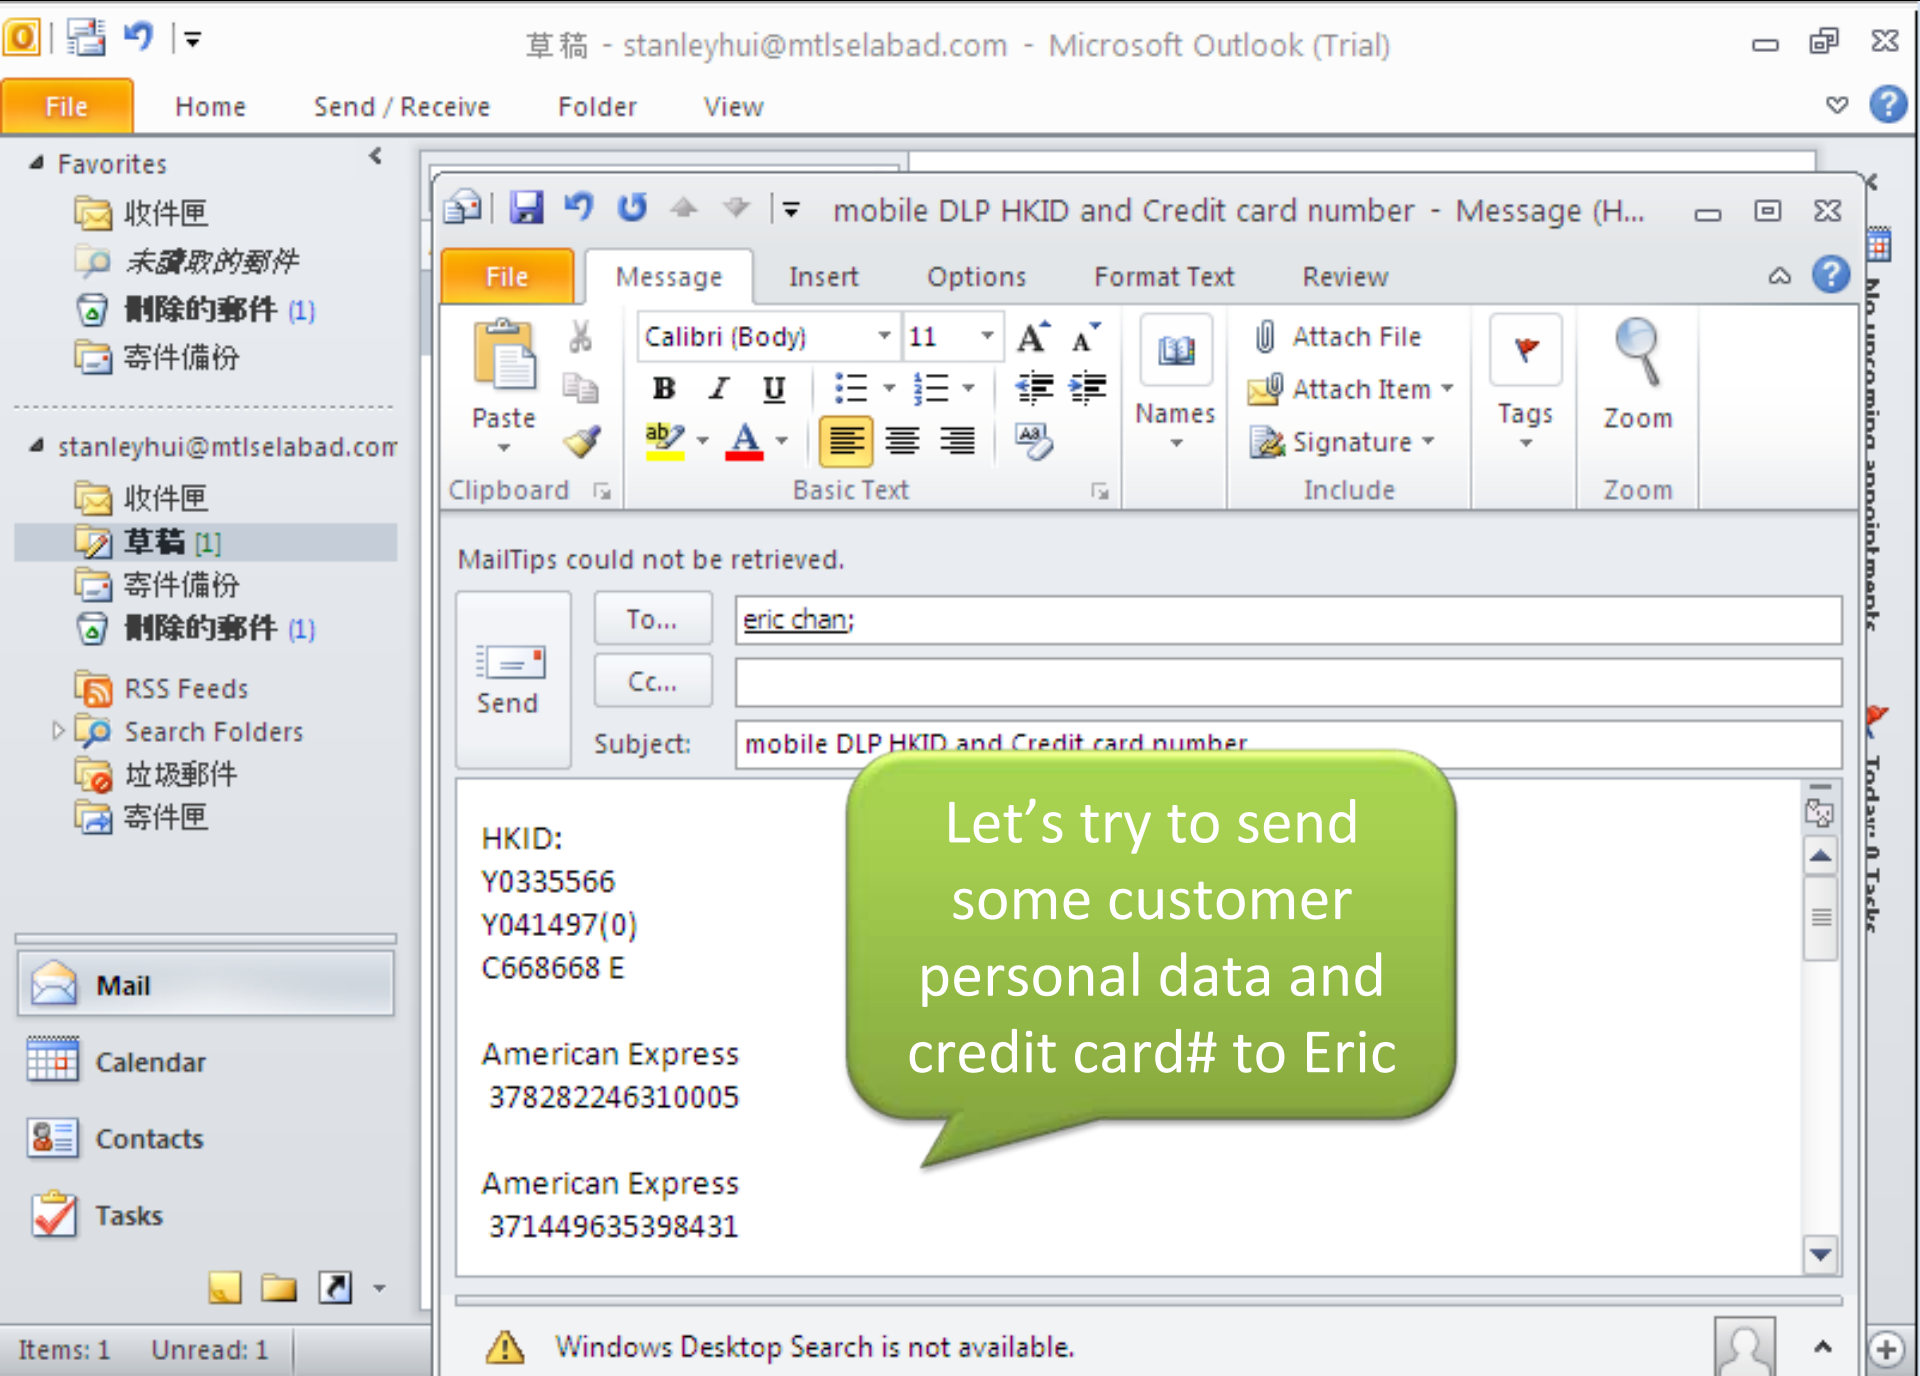 草稿 - stanleyhui@mtlselabad.com - Microsoft Outlook (Trial)
File Home Send / Receive Folder View
Favorites
收件匣
未讀取的郵件
刪除的郵件 (1)
寄件備份
stanleyhui@mtlselabad.com
收件匣
草稿 [1]
寄件備份
刪除的郵件 (1)
RSS Feeds
Search Folders
垃圾郵件
寄件匣
Mail
Calendar
Contacts
Tasks
Items: 1 Unread: 1
mobile DLP HKID and Credit card number - Message (H...
File Message Insert Options Format Text Review
Paste
Clipboard
Calibri (Body) 11
B I U
Basic Text
Names
Attach File
Attach Item
Signature
Include
Tags
Zoom
Zoom
MailTips could not be retrieved.
Send
To... eric chan;
Cc...
Subject: mobile DLP HKID and Credit card number
HKID:
Y0335566
Y041497(0)
C668668 E
American Express
378282246310005
American Express
371449635398431
Let's try to send
some customer
personal data and
credit card# to Eric
Windows Desktop Search is not available.
No upcoming appointments
Today: 0 Tasks